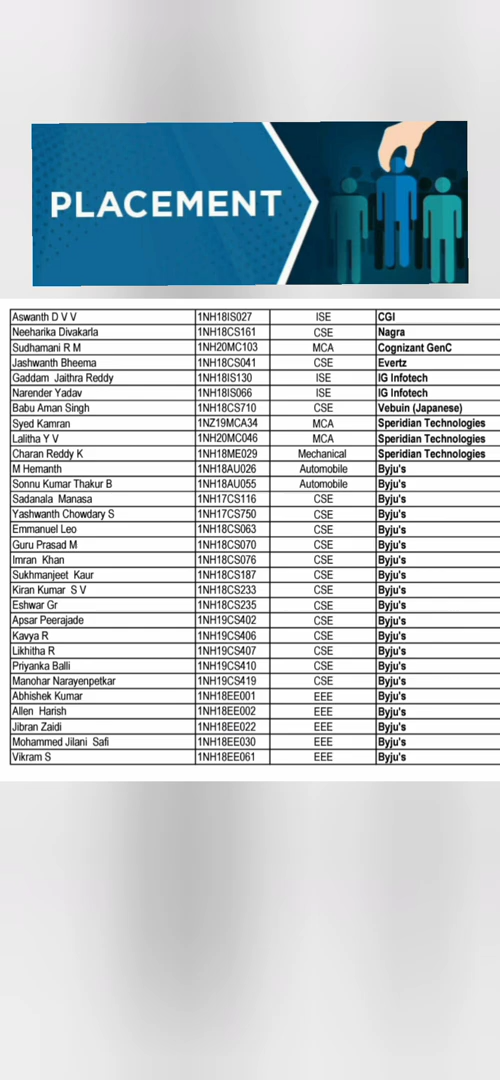 PLACEMENT
Aswanth D V V 1NH18IS027 ISE CGI
Neeharika Divakarla 1NH18CS161 CSE Nagra
Sudhamani R M 1NH20MC103 MCA Cognizant GenC
Jashwanth Bheema 1NH18CS041 CSE Evertz
Gaddam Jaithra Reddy 1NH18IS130 ISE IG Infotech
Narender Yadav 1NH18IS066 ISE IG Infotech
Babu Aman Singh 1NH18CS710 CSE Vebuin (Japanese)
Syed Kamran 1NZ19MCA34 MCA Speridian Technologies
Lalitha Y V 1NH20MC046 MCA Speridian Technologies
Charan Reddy K 1NH18ME029 Mechanical Speridian Technologies
M Hemanth 1NH18AU026 Automobile Byju's
Sonnu Kumar Thakur B 1NH18AU055 Automobile Byju's
Sadanala Manasa 1NH17CS116 CSE Byju's
Yashwanth Chowdary S 1NH17CS750 CSE Byju's
Emmanuel Leo 1NH18CS063 CSE Byju's
Guru Prasad M 1NH18CS070 CSE Byju's
Imran Khan 1NH18CS076 CSE Byju's
Sukhmanjeet Kaur 1NH18CS187 CSE Byju's
Kiran Kumar S V 1NH18CS233 CSE Byju's
Eshwar Gr 1NH18CS235 CSE Byju's
Apsar Peerajade 1NH19CS402 CSE Byju's
Kavya R 1NH19CS406 CSE Byju's
Likhitha R 1NH19CS407 CSE Byju's
Priyanka Balli 1NH19CS410 CSE Byju's
Manohar Narayenpetkar 1NH19CS419 CSE Byju's
Abhishek Kumar 1NH18EE001 EEE Byju's
Allen Harish 1NH18EE002 EEE Byju's
Jibran Zaidi 1NH18EE022 EEE Byju's
Mohammed Jilani Safi 1NH18EE030 EEE Byju's
Vikram S 1NH18EE061 EEE Byju's